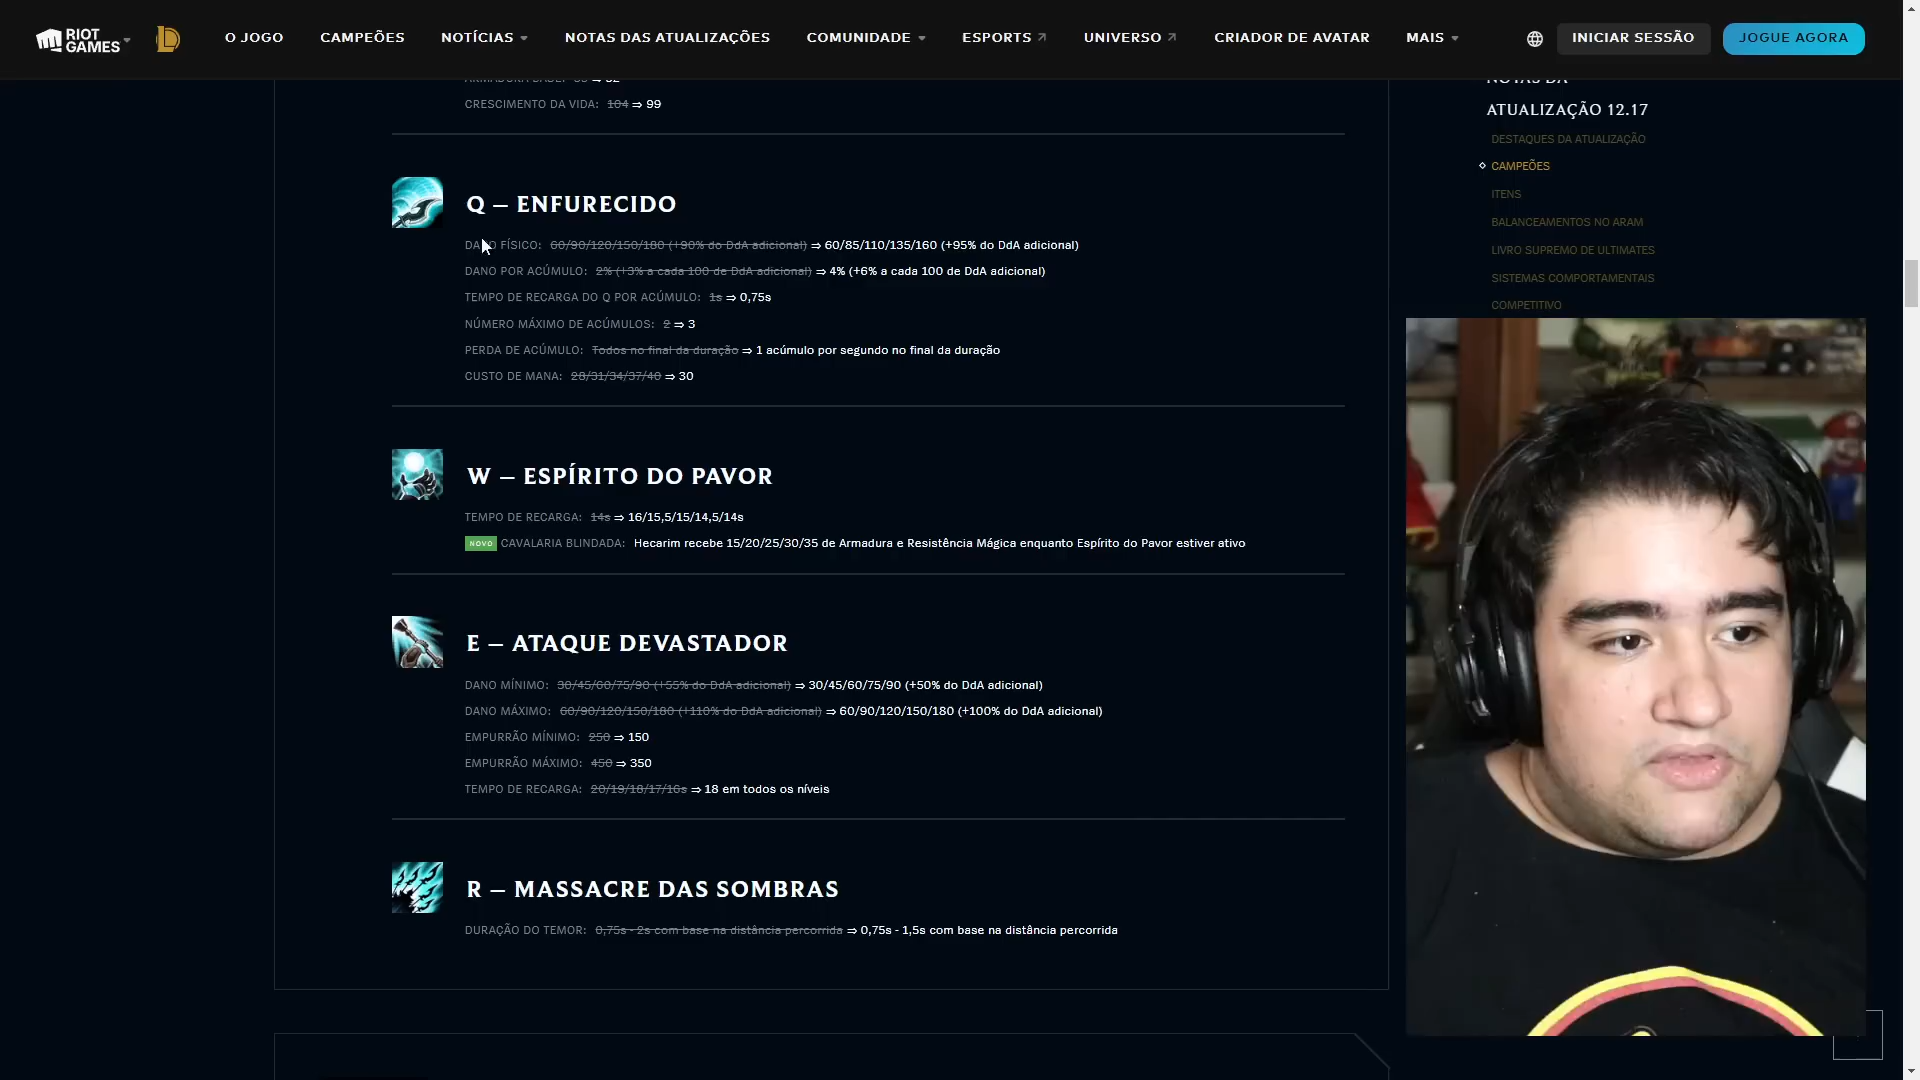 RIOT GAMES
O JOGO
CAMPEÕES
NOTÍCIAS
NOTAS DAS ATUALIZAÇÕES
COMUNIDADE
ESPORTS
UNIVERSO
CRIADOR DE AVATAR
MAIS
INICIAR SESSÃO
JOGUE AGORA
CRESCIMENTO DA VIDA: 104 ⇒ 99
Q – ENFURECIDO
DANO FÍSICO: 60/90/120/150/180 (+90% do DdA adicional) ⇒ 60/85/110/135/160 (+95% do DdA adicional)
DANO POR ACÚMULO: 2% (+3% a cada 100 de DdA adicional) ⇒ 4% (+6% a cada 100 de DdA adicional)
TEMPO DE RECARGA DO Q POR ACÚMULO: 1s ⇒ 0,75s
NÚMERO MÁXIMO DE ACÚMULOS: 2 ⇒ 3
PERDA DE ACÚMULO: Todos no final da duração ⇒ 1 acúmulo por segundo no final da duração
CUSTO DE MANA: 28/31/34/37/40 ⇒ 30
W – ESPÍRITO DO PAVOR
TEMPO DE RECARGA: 14s ⇒ 16/15,5/15/14,5/14s
NOVO CAVALARIA BLINDADA: Hecarim recebe 15/20/25/30/35 de Armadura e Resistência Mágica enquanto Espírito do Pavor estiver ativo
E – ATAQUE DEVASTADOR
DANO MÍNIMO: 30/45/60/75/90 (+55% do DdA adicional) ⇒ 30/45/60/75/90 (+50% do DdA adicional)
DANO MÁXIMO: 60/90/120/150/180 (+110% do DdA adicional) ⇒ 60/90/120/150/180 (+100% do DdA adicional)
EMPURRÃO MÍNIMO: 250 ⇒ 150
EMPURRÃO MÁXIMO: 450 ⇒ 350
TEMPO DE RECARGA: 20/19/18/17/16s ⇒ 18 em todos os níveis
R – MASSACRE DAS SOMBRAS
DURAÇÃO DO TEMOR: 0,75s - 2s com base na distância percorrida ⇒ 0,75s - 1,5s com base na distância percorrida
NOTAS DA
ATUALIZAÇÃO 12.17
DESTAQUES DA ATUALIZAÇÃO
CAMPEÕES
ITENS
BALANCEAMENTOS NO ARAM
LIVRO SUPREMO DE ULTIMATES
SISTEMAS COMPORTAMENTAIS
COMPETITIVO